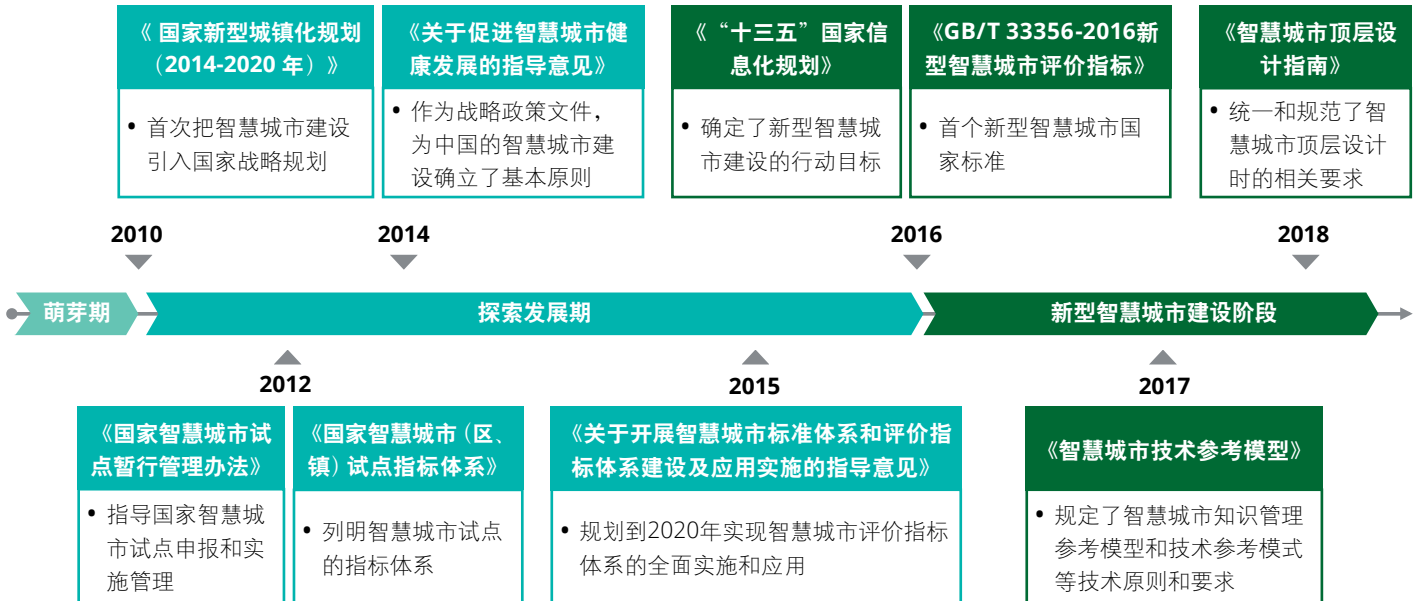 《 国家新型城镇化规划
（2014-2020 年）》
• 首次把智慧城市建设
引入国家战略规划
《关于促进智慧城市健
康发展的指导意见》
• 作为战略政策文件，
为中国的智慧城市建
设确立了基本原则
《 “十三五”国家信
息化规划》
• 确定了新型智慧城
市建设的行动目标
《GB/T 33356-2016新
型智慧城市评价指标》
• 首个新型智慧城市国
家标准
《智慧城市顶层设
计指南》
• 统一和规范了智
慧城市顶层设计
时的相关要求
2010
2014
2016
2018
萌芽期
探索发展期
新型智慧城市建设阶段
2012
2015
2017
《国家智慧城市试
点暂行管理办法》
• 指导国家智慧城
市试点申报和实
施管理
《国家智慧城市（区、
镇）试点指标体系》
• 列明智慧城市试点
的指标体系
《关于开展智慧城市标准体系和评价指
标体系建设及应用实施的指导意见》
• 规划到2020年实现智慧城市评价指标
体系的全面实施和应用
《智慧城市技术参考模型》
• 规定了智慧城市知识管理
参考模型和技术参考模式
等技术原则和要求